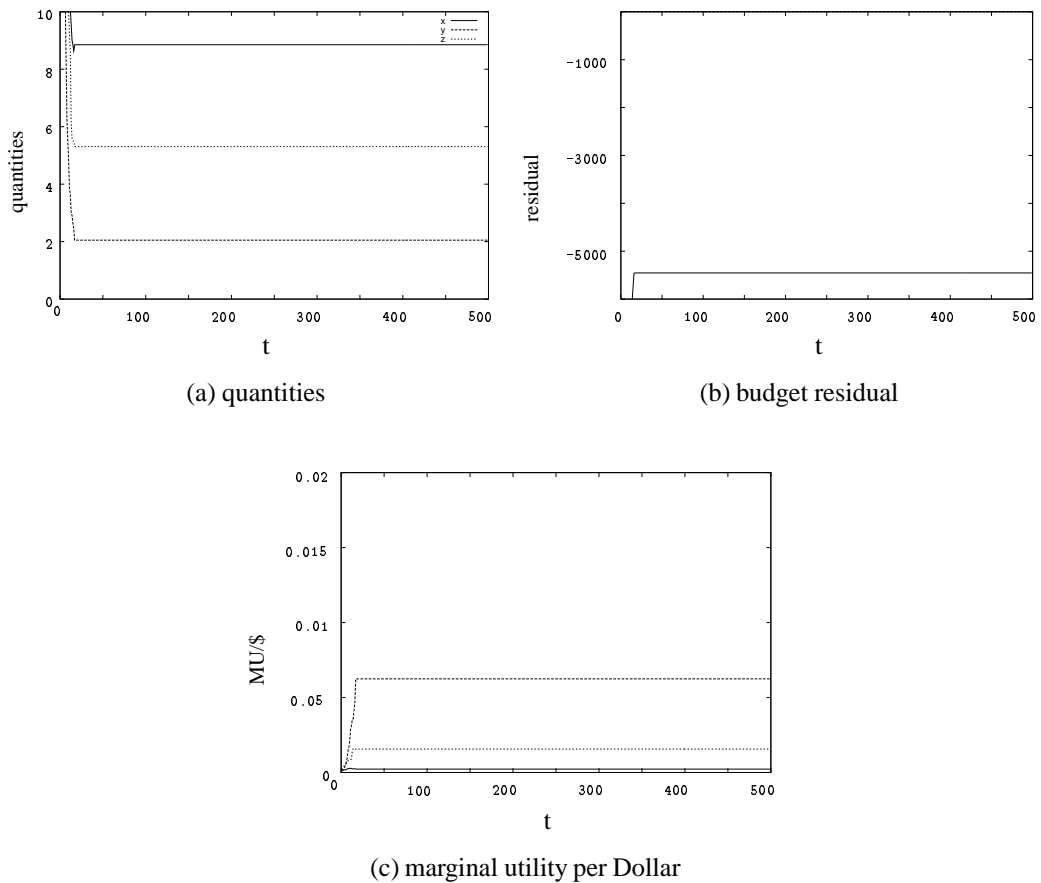 10
8
6
4
2
0
quantities
x
y
z
0 100 200 300 400 500
t
(a) quantities
-1000
-3000
-5000
residual
0 100 200 300 400 500
t
(b) budget residual
0.02
0.015
0.01
0.05
0
MU/$
0 100 200 300 400 500
t
(c) marginal utility per Dollar